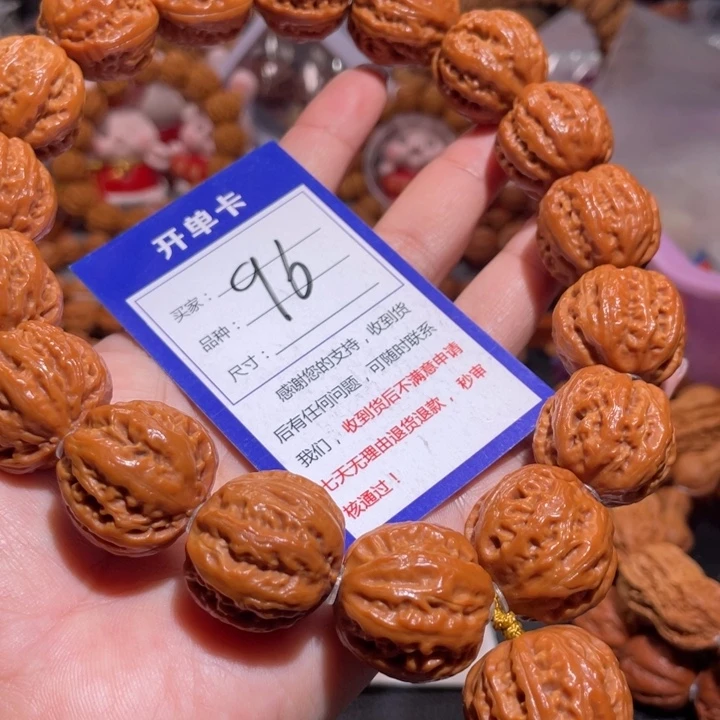 开单卡
买家：
96
品种：
尺寸：
感谢您的支持，收到货
后有任何问题，可随时联系
我们，收到货后不满意申请
七天无理由退货退款，秒审
核通过！